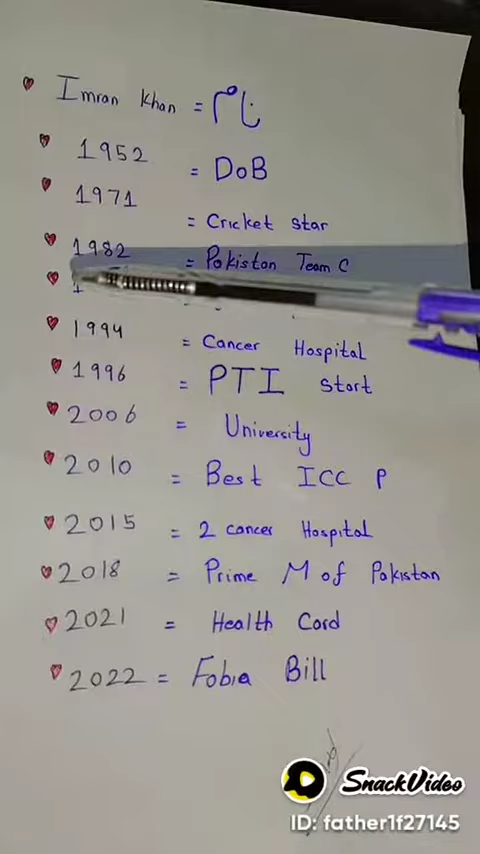 Imran Khan = نام
1952 = DoB
1971 = Cricket Star
1982 = Pakistan Team C
1994 = Cancer Hospital
1996 = PTI Start
2006 = University
2010 = Best ICC P
2015 = 2 cancer Hospital
2018 = Prime M of Pakistan
2021 = Health Card
2022 = Fobia Bill
SnackVideo
ID: father1f27145